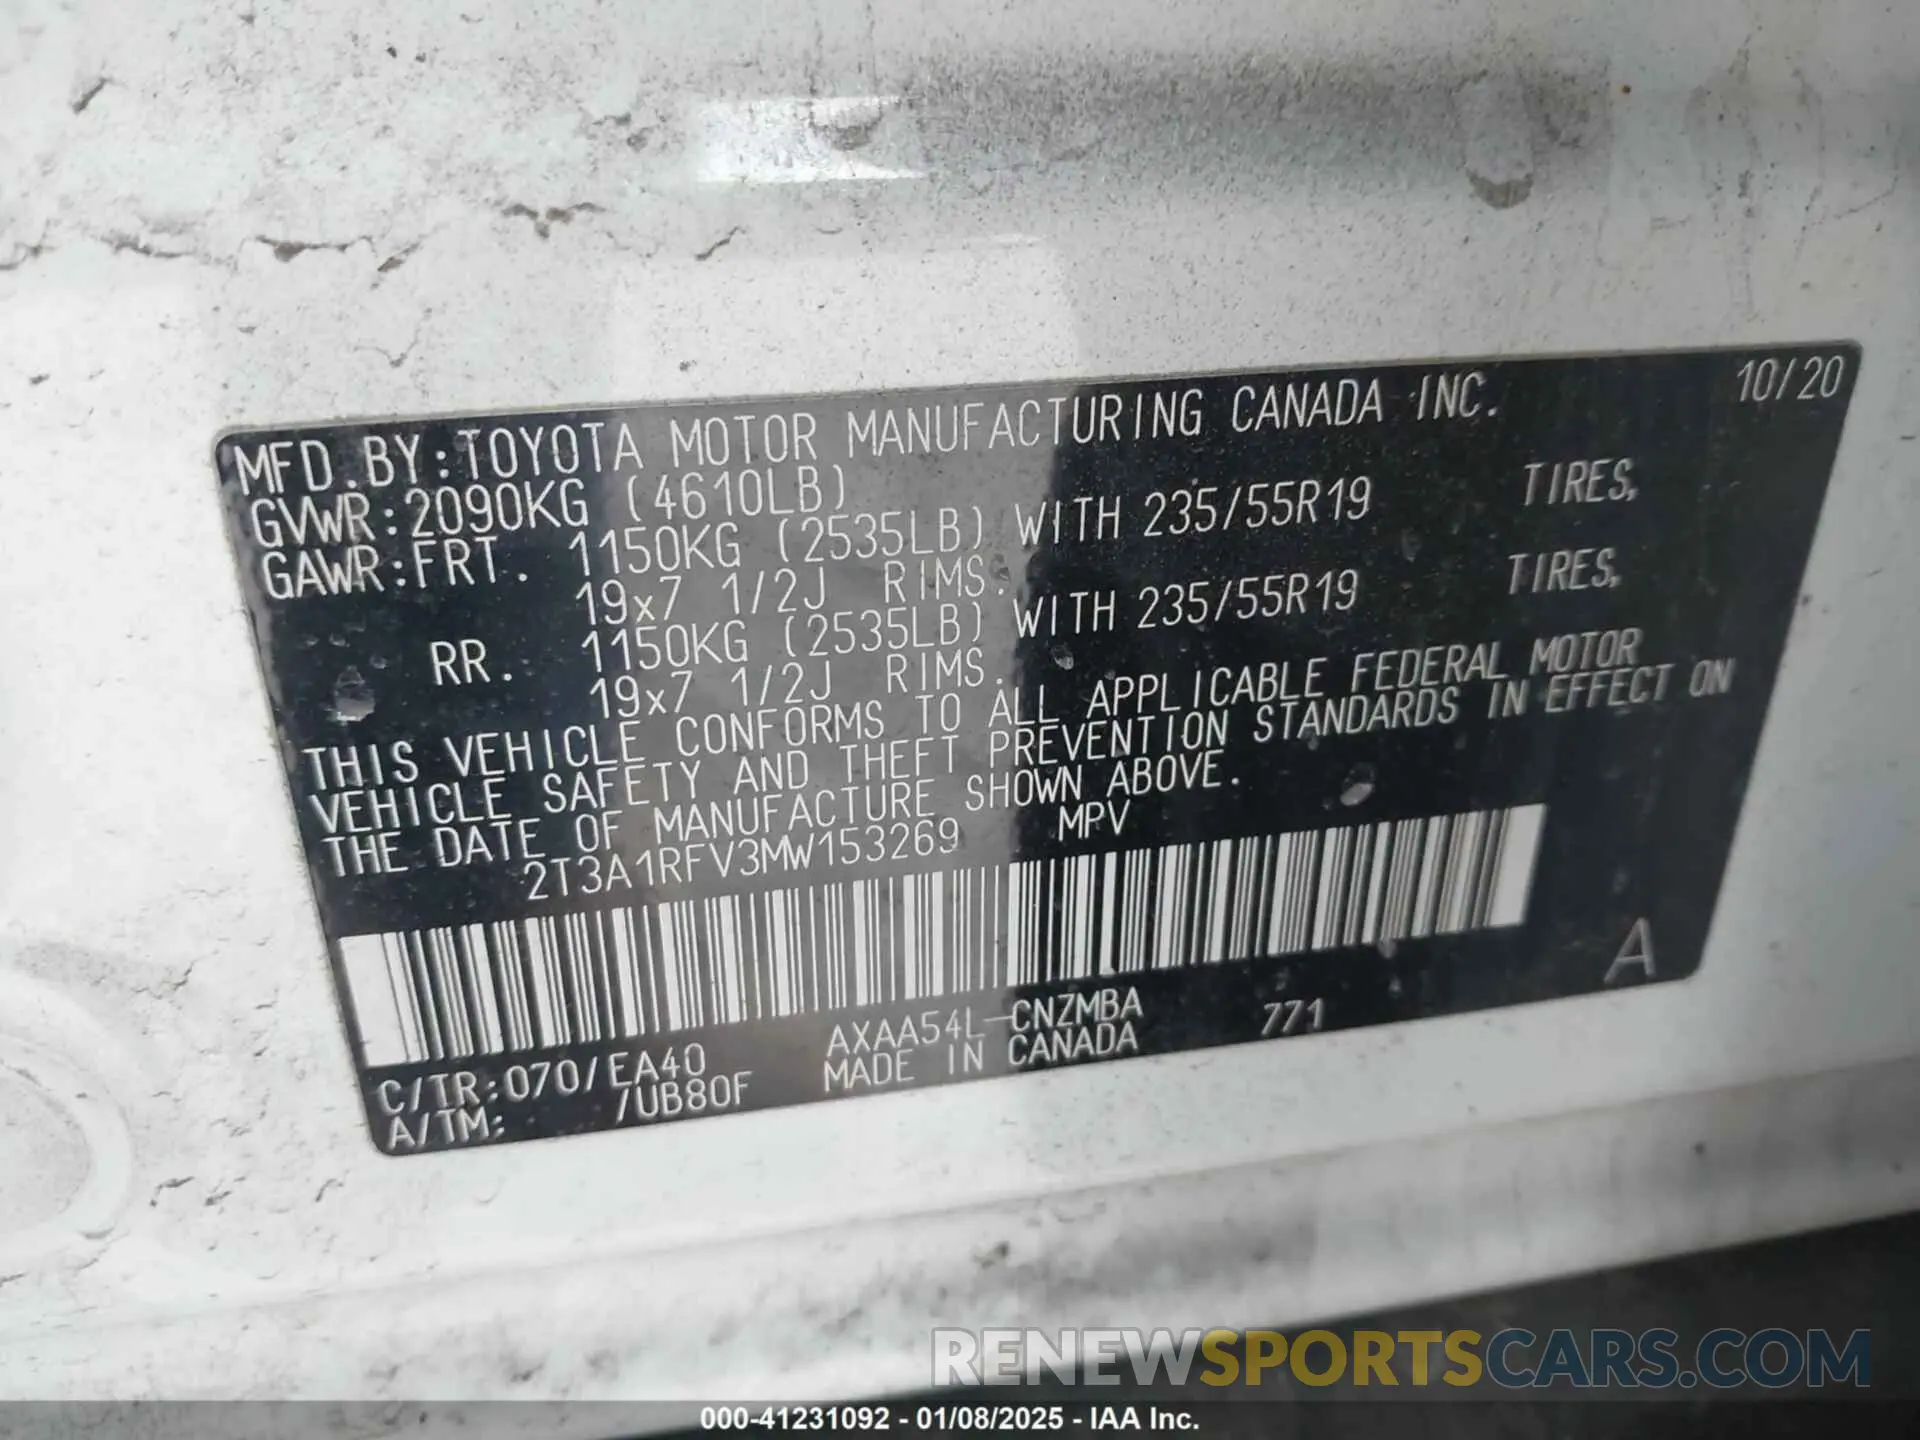 MFD. BY: TOYOTA MOTOR MANUFACTURING CANADA INC. 10/20
GVWR: 2090KG (4610LB)
GAWR: FRT. 1150KG (2535LB) WITH 235/55R19 TIRES,
19x7 1/2J RIMS.
RR. 1150KG (2535LB) WITH 235/55R19 TIRES,
19x7 1/2J RIMS.
THIS VEHICLE CONFORMS TO ALL APPLICABLE FEDERAL MOTOR
VEHICLE SAFETY AND THEFT PREVENTION STANDARDS IN EFFECT ON
THE DATE OF MANUFACTURE SHOWN ABOVE.
2T3A1RFV3MW153269 MPV
A
AXAA54L-CNZMBA 771
C/TR: 070/EA40 MADE IN CANADA
A/TM: /UB80F
RENEWSPORTSCARS.COM
000-41231092 - 01/08/2025 - IAA Inc.